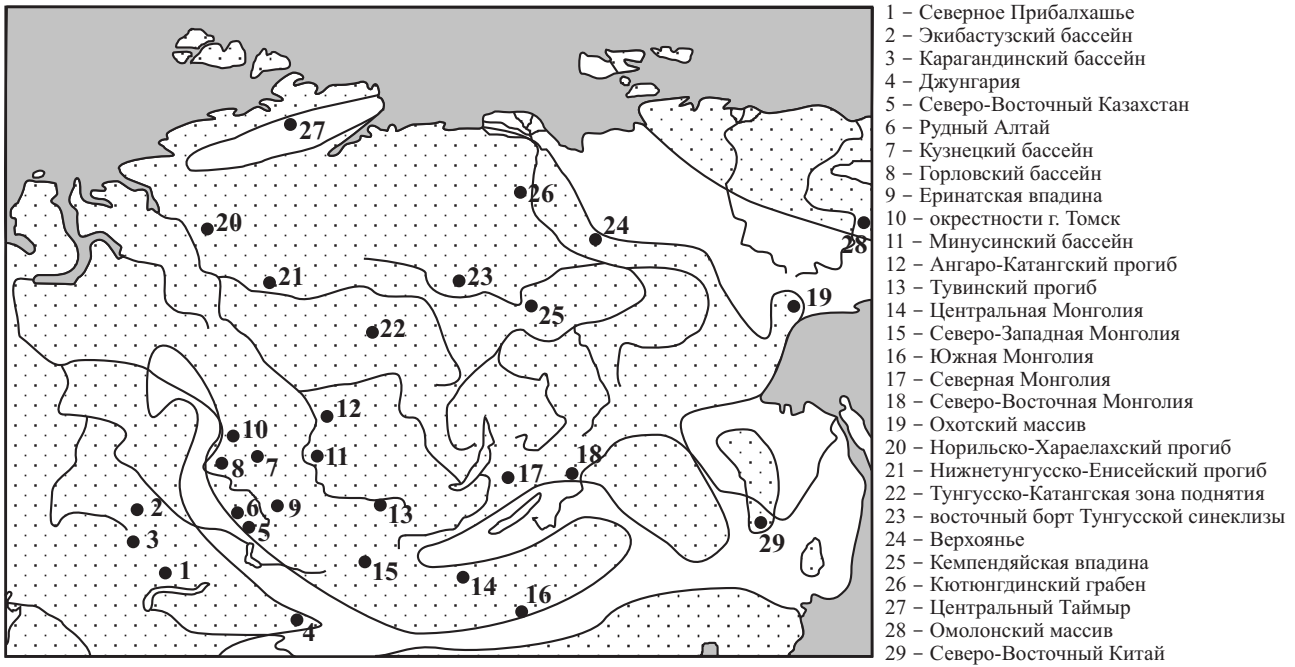 27
26
24
28
20
21
23
19
25
22
12
10
11
8
7
17
18
2
6
9
13
5
3
29
1
15
14
16
4
1 – Северное Прибалхашье
2 – Экибастузский бассейн
3 – Карагандинский бассейн
4 – Джунгария
5 – Северо-Восточный Казахстан
6 – Рудный Алтай
7 – Кузнецкий бассейн
8 – Горловский бассейн
9 – Еринатская впадина
10 – окрестности г. Томск
11 – Минусинский бассейн
12 – Ангаро-Катангский прогиб
13 – Тувинский прогиб
14 – Центральная Монголия
15 – Северо-Западная Монголия
16 – Южная Монголия
17 – Северная Монголия
18 – Северо-Восточная Монголия
19 – Охотский массив
20 – Норильско-Хараелахский прогиб
21 – Нижнетунгусско-Енисейский прогиб
22 – Тунгусско-Катангская зона поднятия
23 – восточный борт Тунгусской синеклизы
24 – Верхоянье
25 – Кемпендяйская впадина
26 – Кютюнгдинский грабен
27 – Центральный Таймыр
28 – Омолонский массив
29 – Северо-Восточный Китай